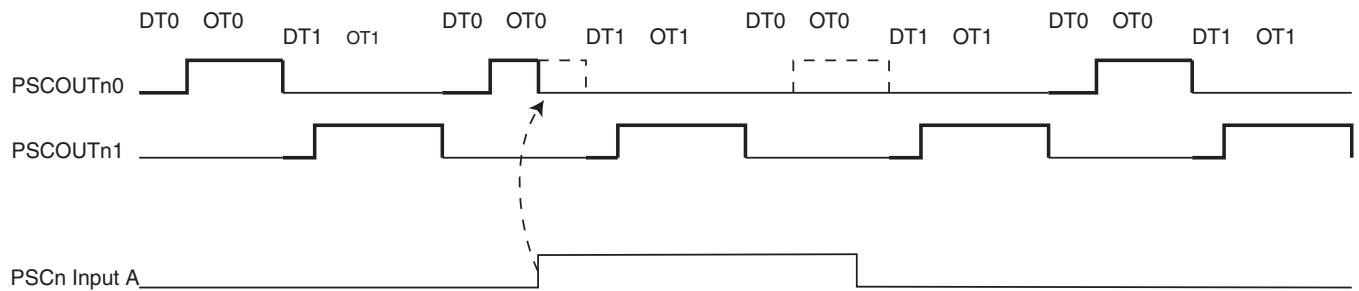 DT0 OT0 DT0 OT0 DT0 OT0 DT0 OT0
DT1 OT1 DT1 OT1 DT1 OT1 DT1 OT1
PSCOUTn0
PSCOUTn1
PSCn Input A